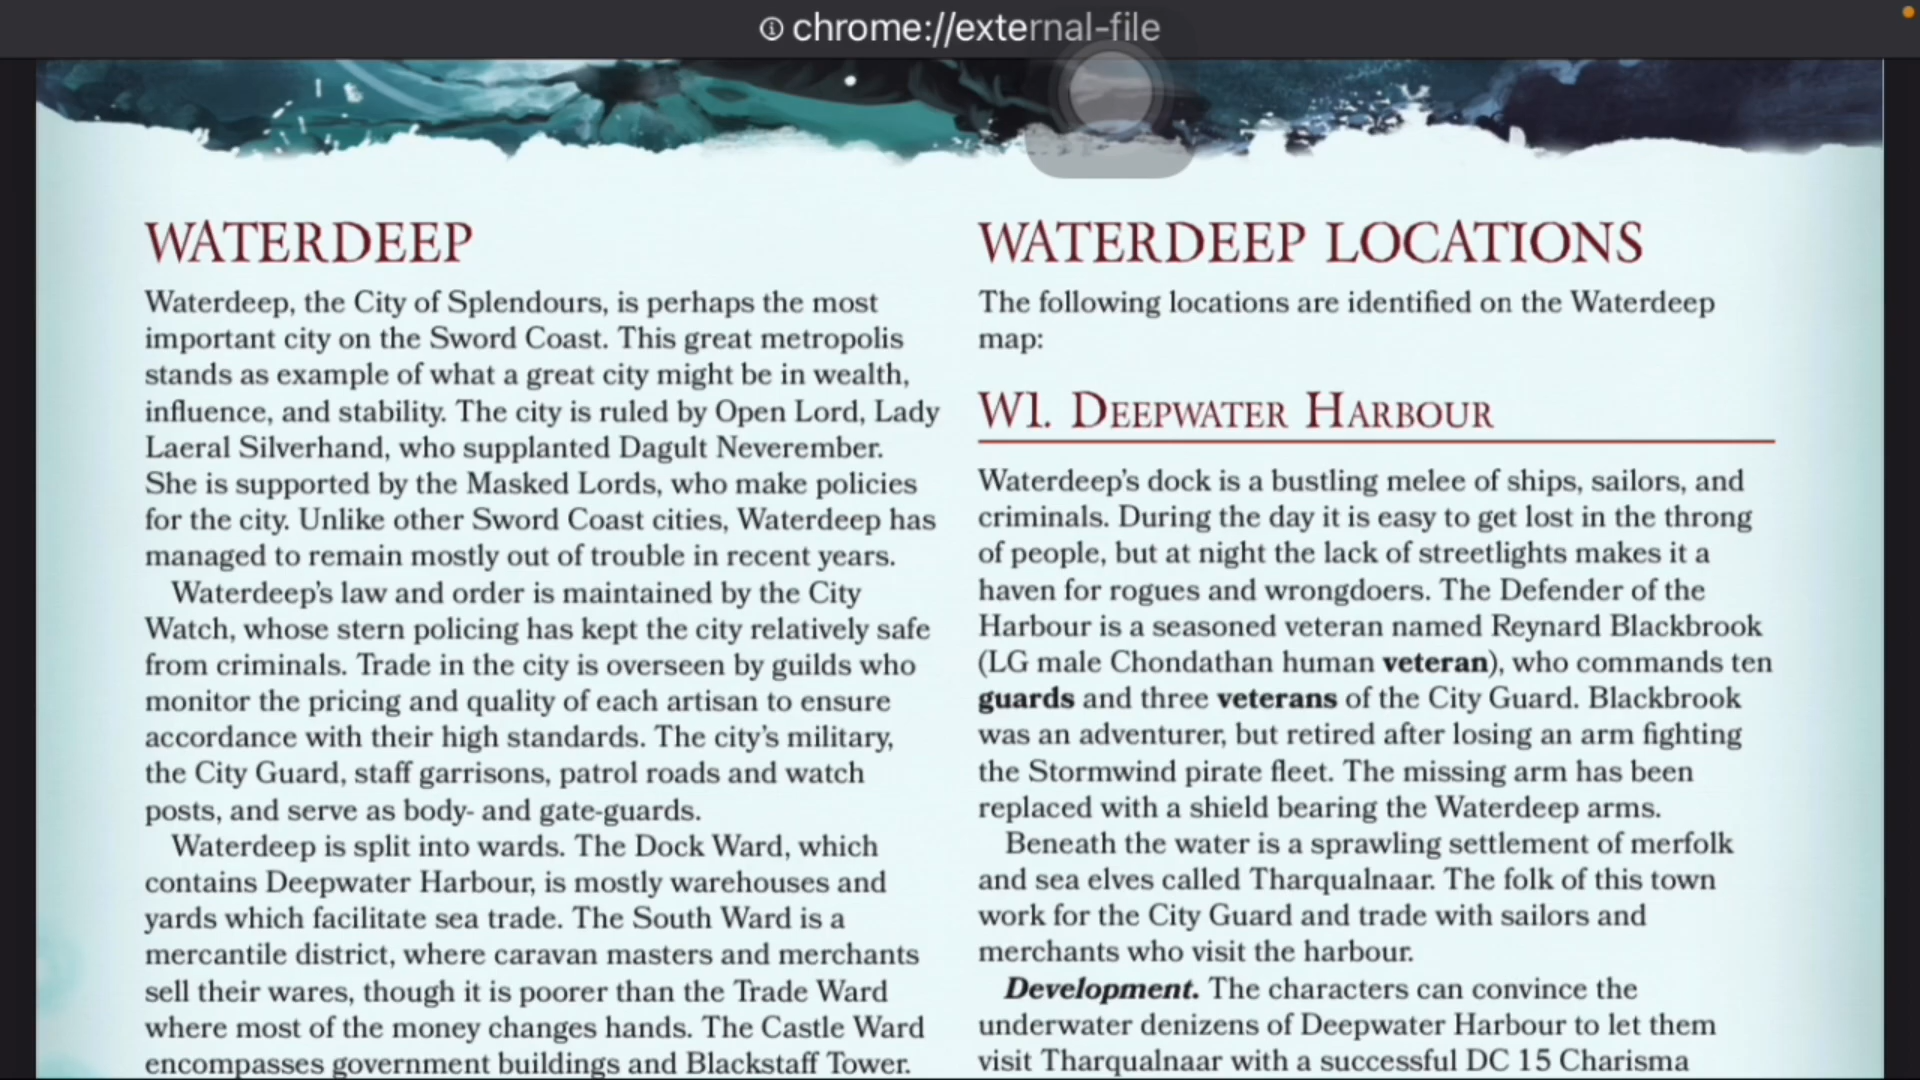 chrome://external-file
WATERDEEP
Waterdeep, the City of Splendours, is perhaps the most
important city on the Sword Coast. This great metropolis
stands as example of what a great city might be in wealth,
influence, and stability. The city is ruled by Open Lord, Lady
Laeral Silverhand, who supplanted Dagult Neverember.
She is supported by the Masked Lords, who make policies
for the city. Unlike other Sword Coast cities, Waterdeep has
managed to remain mostly out of trouble in recent years.
Waterdeep's law and order is maintained by the City
Watch, whose stern policing has kept the city relatively safe
from criminals. Trade in the city is overseen by guilds who
monitor the pricing and quality of each artisan to ensure
accordance with their high standards. The city's military,
the City Guard, staff garrisons, patrol roads and watch
posts, and serve as body- and gate-guards.
Waterdeep is split into wards. The Dock Ward, which
contains Deepwater Harbour, is mostly warehouses and
yards which facilitate sea trade. The South Ward is a
mercantile district, where caravan masters and merchants
sell their wares, though it is poorer than the Trade Ward
where most of the money changes hands. The Castle Ward
encompasses government buildings and Blackstaff Tower.
WATERDEEP LOCATIONS
The following locations are identified on the Waterdeep
map:
W1. DEEPWATER HARBOUR
Waterdeep's dock is a bustling melee of ships, sailors, and
criminals. During the day it is easy to get lost in the throng
of people, but at night the lack of streetlights makes it a
haven for rogues and wrongdoers. The Defender of the
Harbour is a seasoned veteran named Reynard Blackbrook
(LG male Chondathan human veteran), who commands ten
guards and three veterans of the City Guard. Blackbrook
was an adventurer, but retired after losing an arm fighting
the Stormwind pirate fleet. The missing arm has been
replaced with a shield bearing the Waterdeep arms.
Beneath the water is a sprawling settlement of merfolk
and sea elves called Tharqualnaar. The folk of this town
work for the City Guard and trade with sailors and
merchants who visit the harbour.
Development. The characters can convince the
underwater denizens of Deepwater Harbour to let them
visit Tharqualnaar with a successful DC 15 Charisma